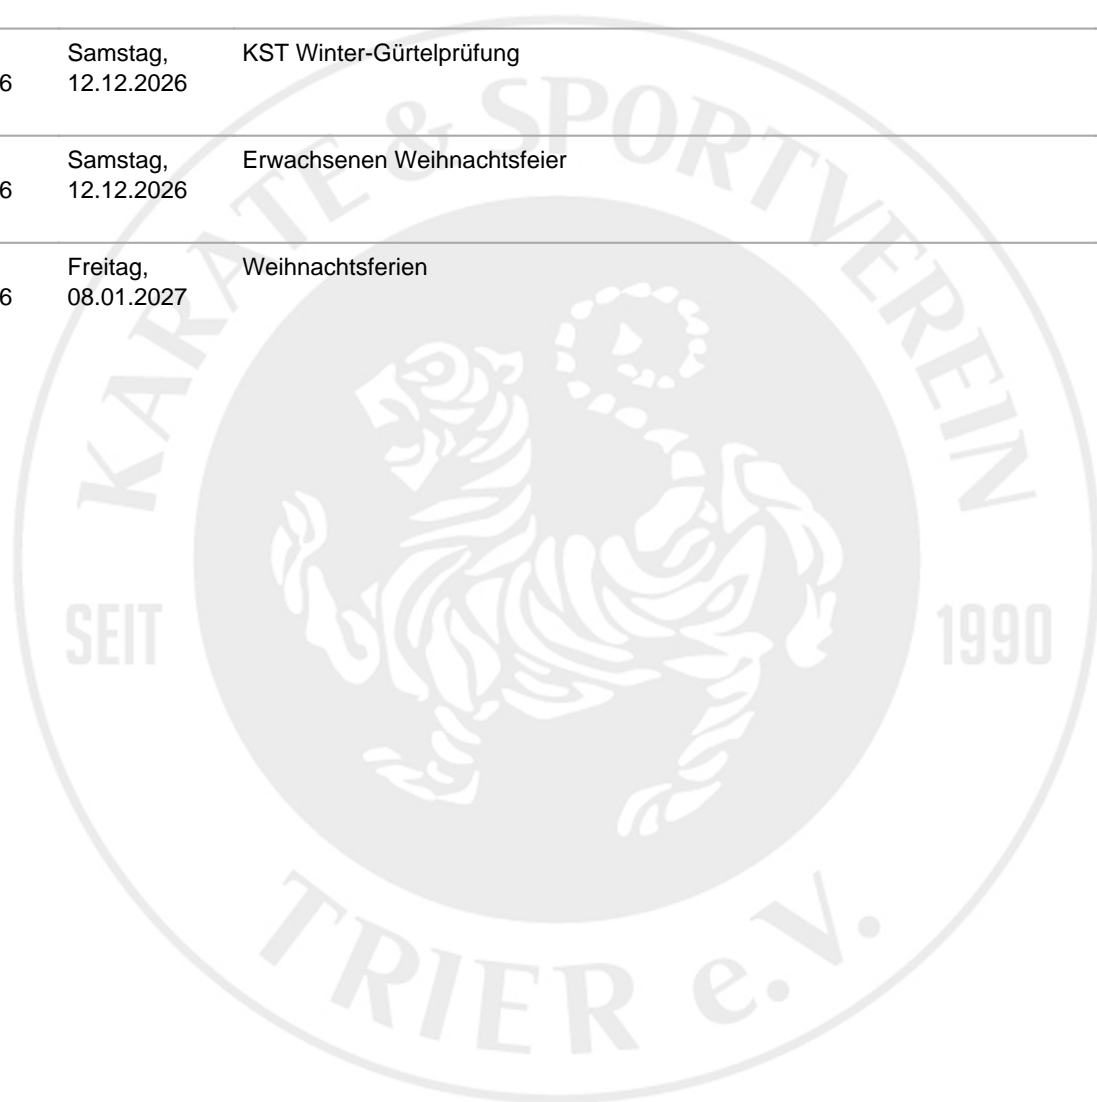 Samstag, KST Winter-Gürtelprüfung
6 12.12.2026
Samstag, Erwachsenen Weihnachtsfeier
6 12.12.2026
Freitag, Weihnachtsferien
6 08.01.2027
KARATE & SPORTVEREIN
SEIT 1990
TRIER e.V.